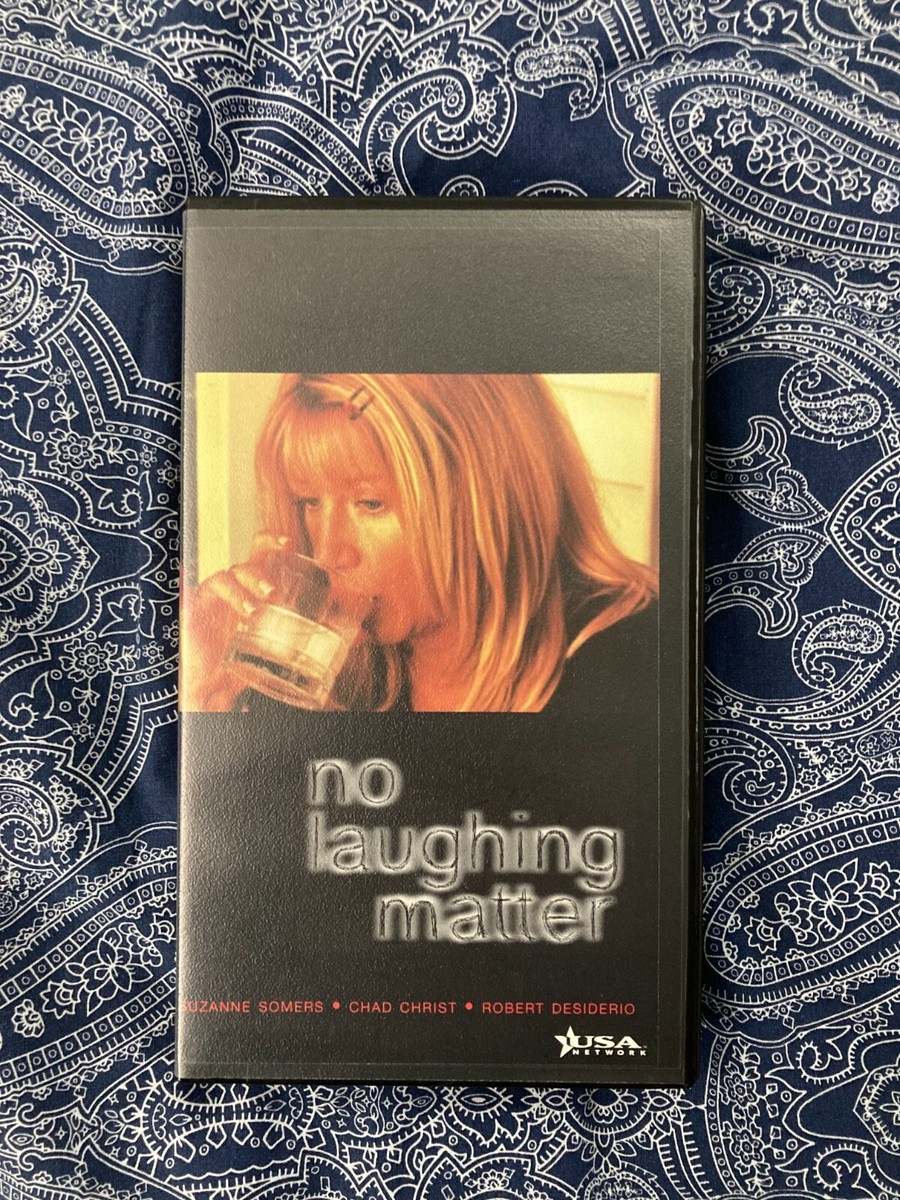 no
laughing
matter
SUZANNE SOMERS • CHAD CHRIST • ROBERT DESIDERIO
USA
NETWORK